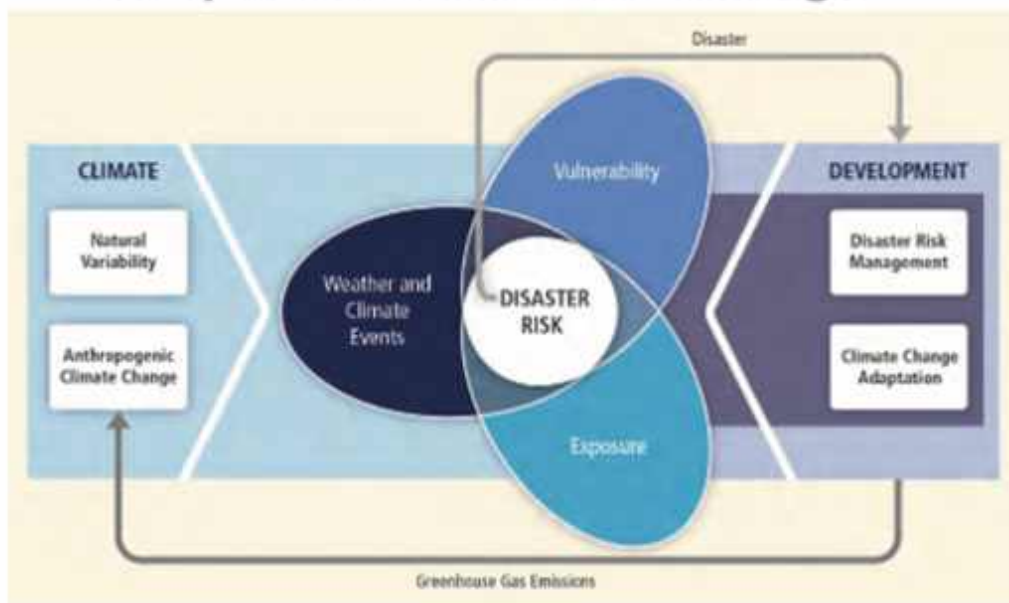 Disaster
CLIMATE
Natural
Variability
Anthropogenic
Climate Change
Weather and
Climate
Events
Vulnerability
DISASTER
RISK
Exposure
DEVELOPMENT
Disaster Risk
Management
Climate Change
Adaptation
Greenhouse Gas Emissions